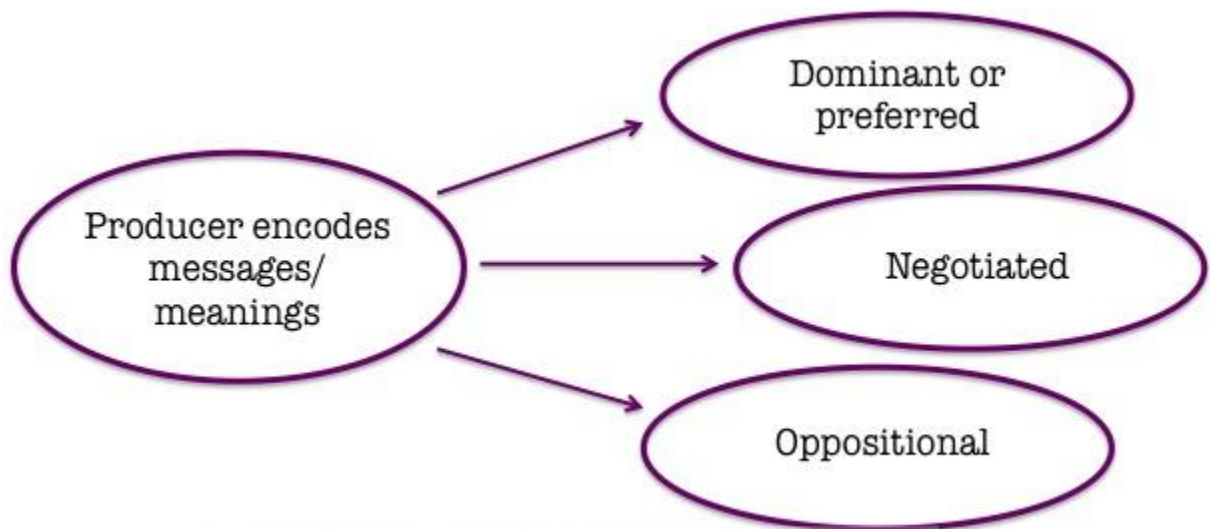 Producer encodes
messages/
meanings
Dominant or
preferred
Negotiated
Oppositional